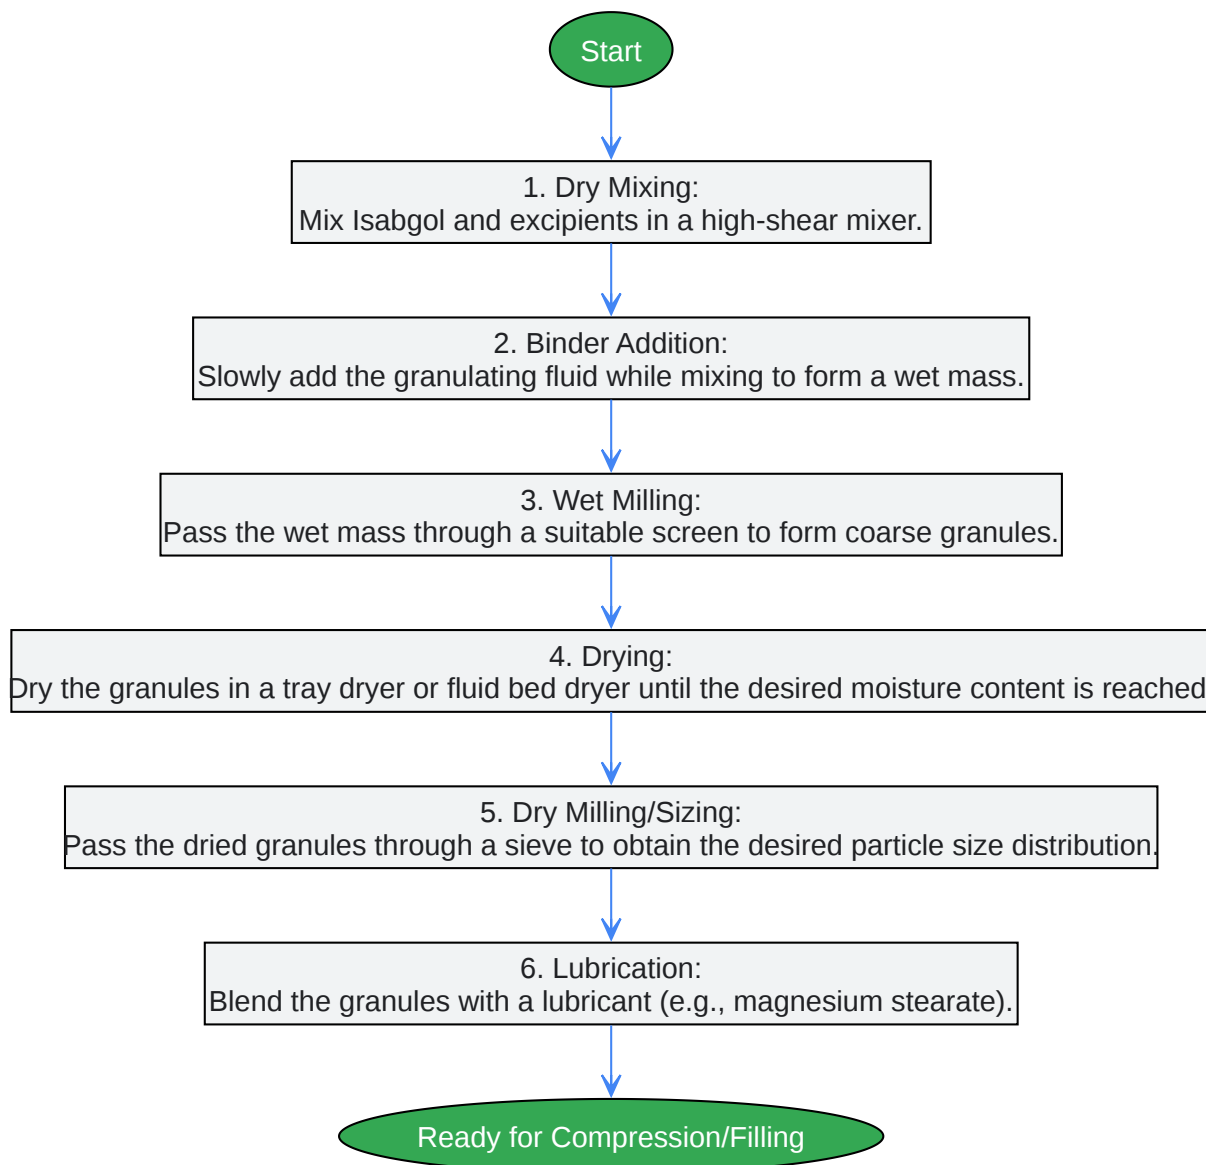 Start
1. Dry Mixing:
Mix Isabgol and excipients in a high-shear mixer.
2. Binder Addition:
Slowly add the granulating fluid while mixing to form a wet mass.
3. Wet Milling:
Pass the wet mass through a suitable screen to form coarse granules.
4. Drying:
Dry the granules in a tray dryer or fluid bed dryer until the desired moisture content is reached
5. Dry Milling/Sizing:
Pass the dried granules through a sieve to obtain the desired particle size distribution.
6. Lubrication:
Blend the granules with a lubricant (e.g., magnesium stearate).
Ready for Compression/Filling